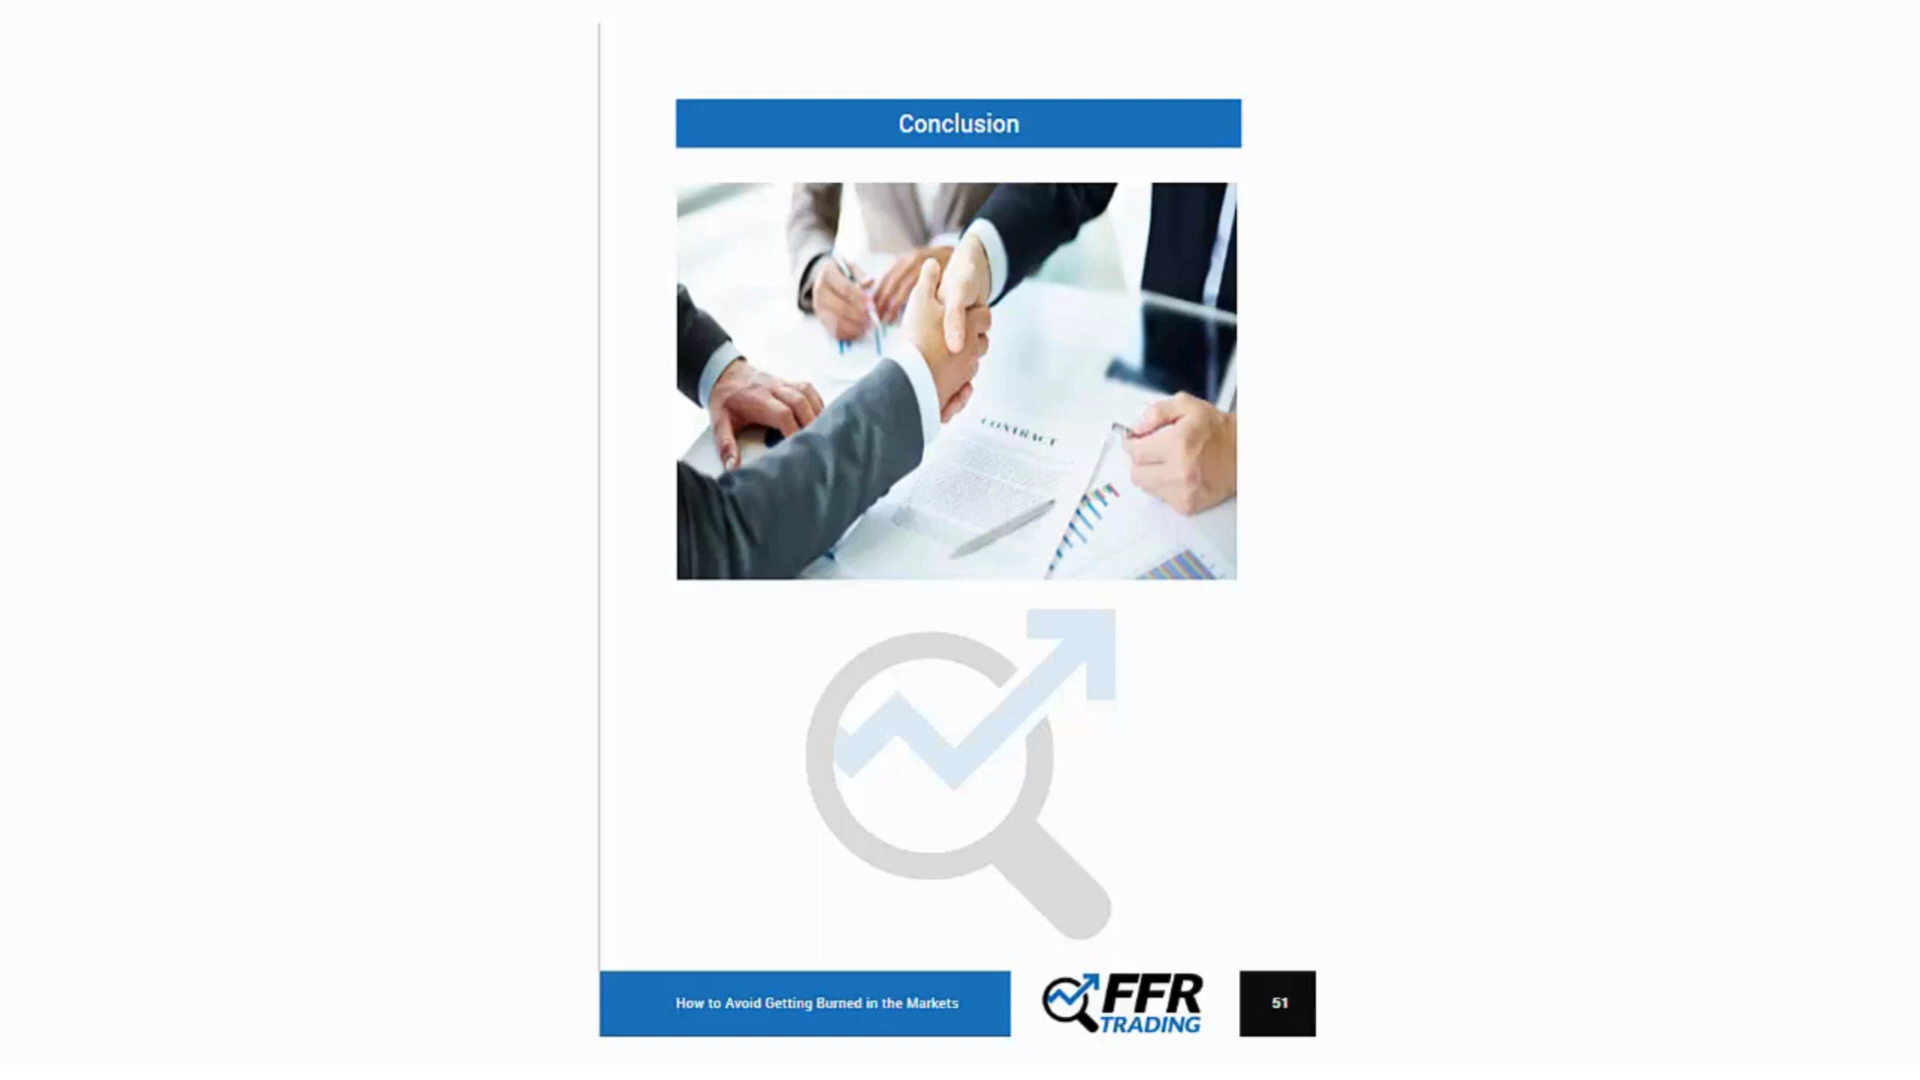 Conclusion
CONTRACT
How to Avoid Getting Burned in the Markets
FFR
TRADING
51